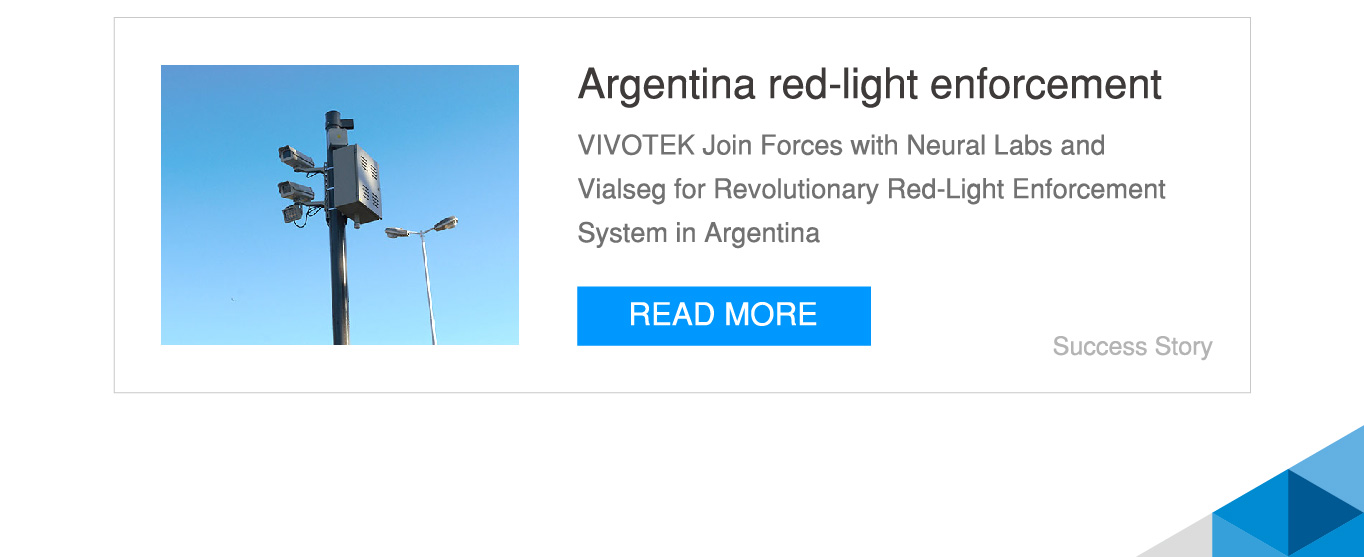 Argentina red-light enforcement
VIVOTEK Join Forces with Neural Labs and
Vialseg for Revolutionary Red-Light Enforcement
System in Argentina
READ MORE
Success Story